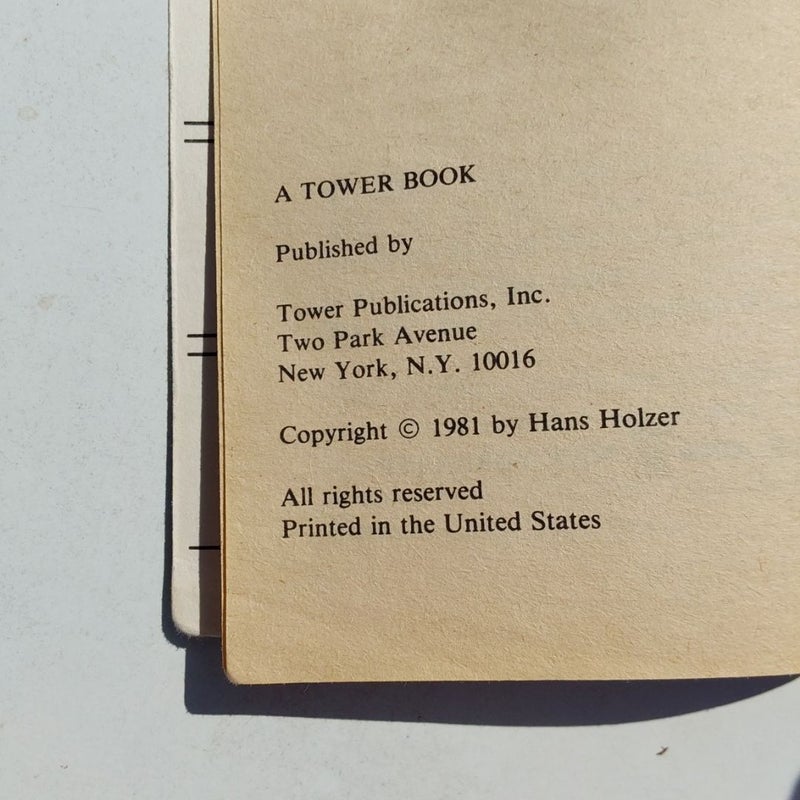 A TOWER BOOK
Published by
Tower Publications, Inc.
Two Park Avenue
New York, N.Y. 10016
Copyright © 1981 by Hans Holzer
All rights reserved
Printed in the United States